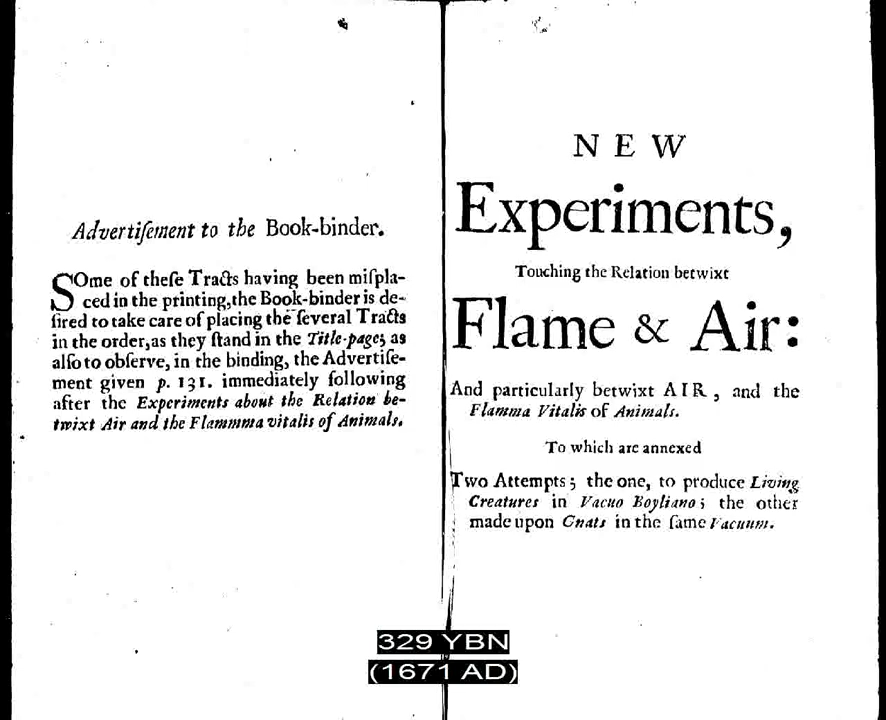 Advertiſement to the Book-binder.
SOme of theſe Tracts having been miſpla-
ced in the printing,the Book-binder is de-
ſired to take care of placing the ſeveral Tracts
in the order,as they ſtand in the Title-page; as
alſo to obſerve, in the binding, the Advertiſe-
ment given p. 131. immediately following
after the Experiments about the Relation be-
twixt Air and the Flammma vitalis of Animals.
NEW
Experiments,
Touching the Relation betwixt
Flame & Air:
And particularly betwixt AIR, and the
Flamma Vitalis of Animals.
To which are annexed
Two Attempts; the one, to produce Living
Creatures in Vacuo Boyliano; the other
made upon Gnats in the ſame Vacuum.
329 YBN
(1671 AD)